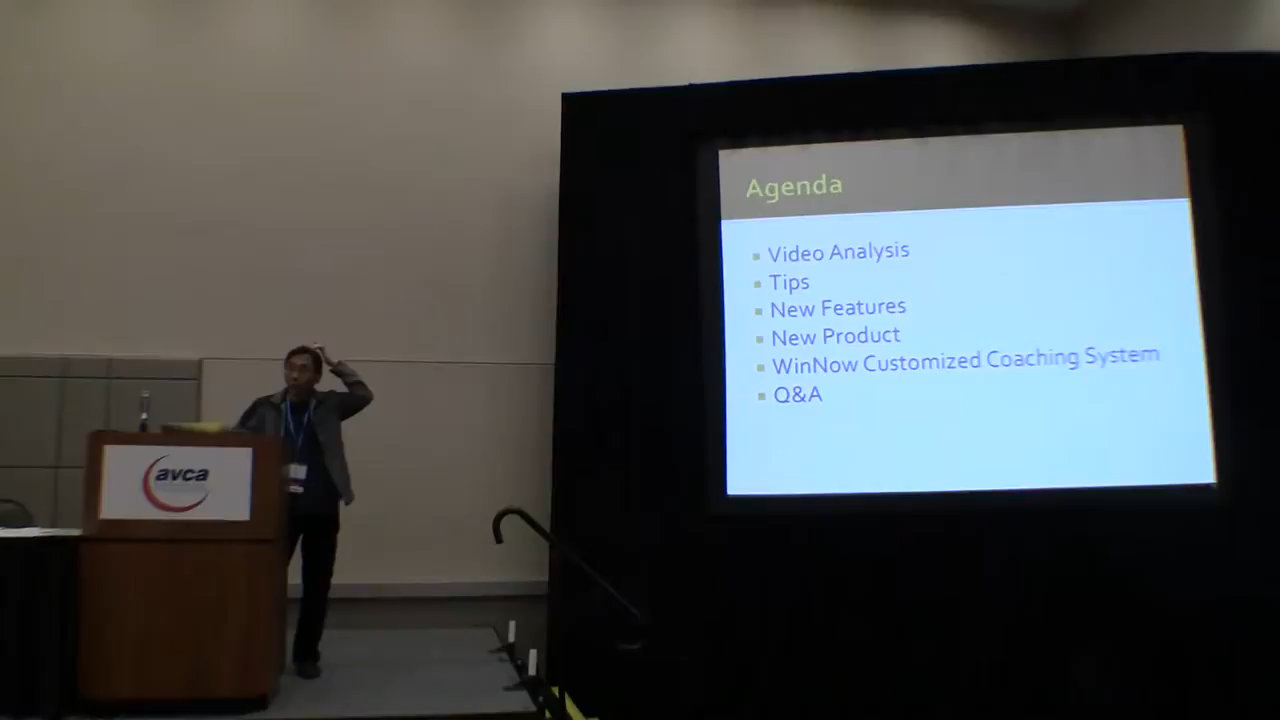 Agenda
Video Analysis
Tips
New Features
New Product
WinNow Customized Coaching System
Q&A
avca